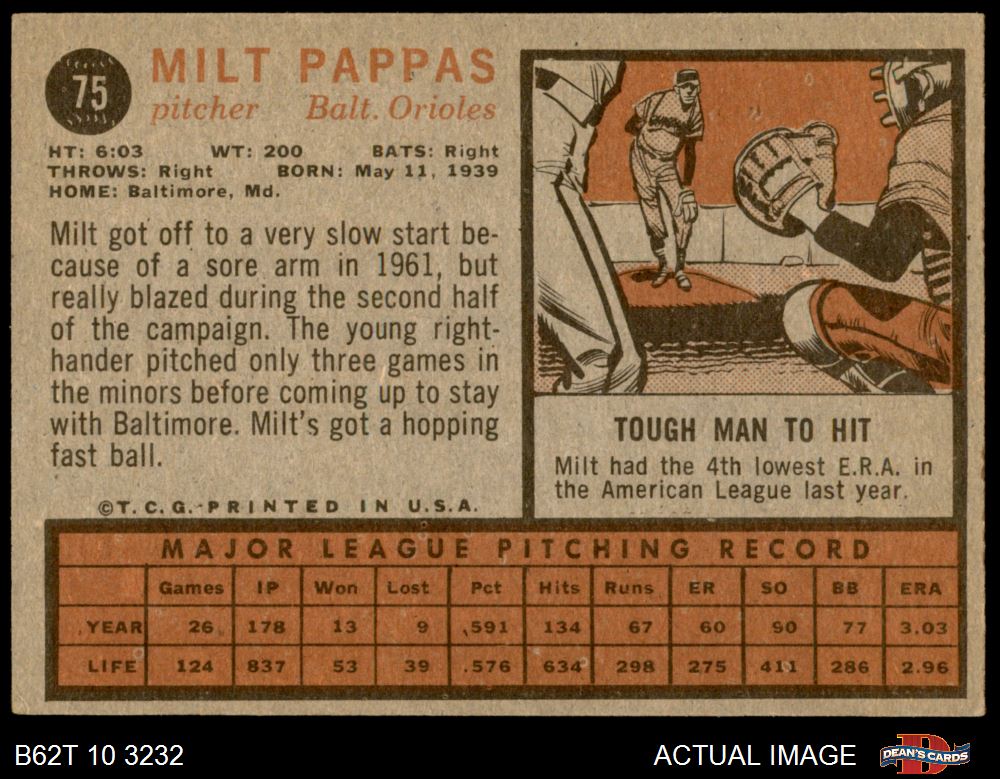 75
MILT PAPPAS
pitcher Balt. Orioles
HT: 6:03 WT: 200 BATS: Right
THROWS: Right BORN: May 11, 1939
HOME: Baltimore, Md.
Milt got off to a very slow start be-
cause of a sore arm in 1961, but
really blazed during the second half
of the campaign. The young right-
hander pitched only three games in
the minors before coming up to stay
with Baltimore. Milt's got a hopping
fast ball.
©T.C.G.-PRINTED IN U.S.A.
TOUGH MAN TO HIT
Milt had the 4th lowest E.R.A. in
the American League last year.
MAJOR LEAGUE PITCHING RECORD
Games IP Won Lost Pct Hits Runs ER SO BB ERA
YEAR 26 178 13 9 .591 134 67 60 90 77 3.03
LIFE 124 837 53 39 .576 634 298 275 411 286 2.96
B62T 10 3232 ACTUAL IMAGE DEAN'S CARDS